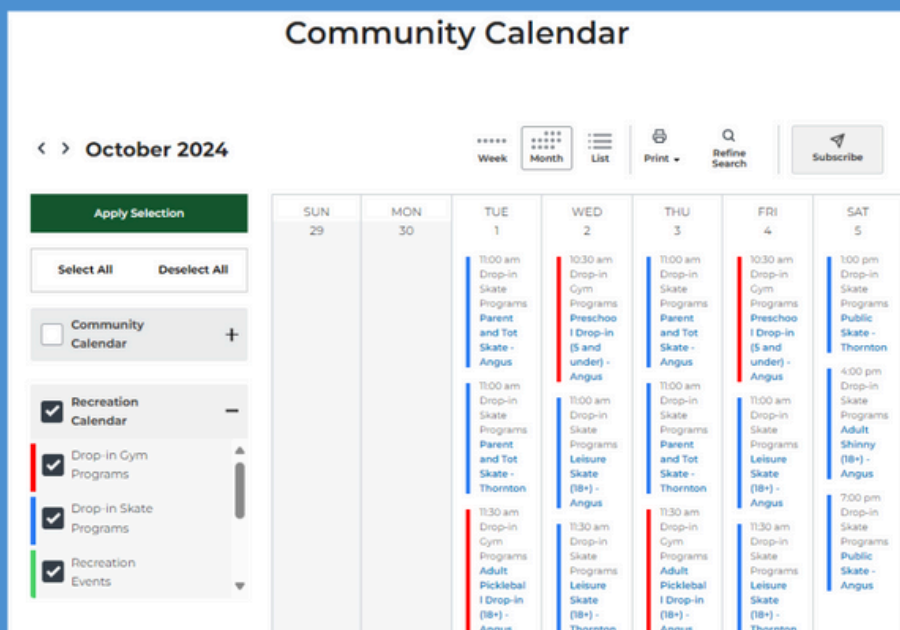 Community Calendar
October 2024
Week
Month
List
Print
Refine
Search
Subscribe
Apply Selection
Select All
Deselect All
Community
Calendar
Recreation
Calendar
Drop-in Gym
Programs
Drop-in Skate
Programs
Recreation
Events
SUN
29
MON
30
TUE
1
11:00 am
Drop-in
Skate
Programs
Parent
and Tot
Skate -
Angus
11:00 am
Drop-in
Skate
Programs
Parent
and Tot
Skate -
Thornton
11:30 am
Drop-in
Gym
Programs
Adult
Picklebal
l Drop-in
(18+) -
Angus
WED
2
10:30 am
Drop-in
Gym
Programs
Preschoo
l Drop-in
(5 and
under) -
Angus
11:00 am
Drop-in
Skate
Programs
Leisure
Skate
(18+) -
Angus
11:30 am
Drop-in
Skate
Programs
Leisure
Skate
(18+) -
Thornton
THU
3
11:00 am
Drop-in
Skate
Programs
Parent
and Tot
Skate -
Angus
11:00 am
Drop-in
Skate
Programs
Parent
and Tot
Skate -
Thornton
11:30 am
Drop-in
Gym
Programs
Adult
Picklebal
l Drop-in
(18+) -
Angus
FRI
4
10:30 am
Drop-in
Gym
Programs
Preschoo
l Drop-in
(5 and
under) -
Angus
11:00 am
Drop-in
Skate
Programs
Leisure
Skate
(18+) -
Angus
11:30 am
Drop-in
Skate
Programs
Leisure
Skate
(18+) -
Thornton
SAT
5
1:00 pm
Drop-in
Skate
Programs
Public
Skate -
Thornton
4:00 pm
Drop-in
Skate
Programs
Adult
Shinny
(18+) -
Angus
7:00 pm
Drop-in
Skate
Programs
Public
Skate -
Angus